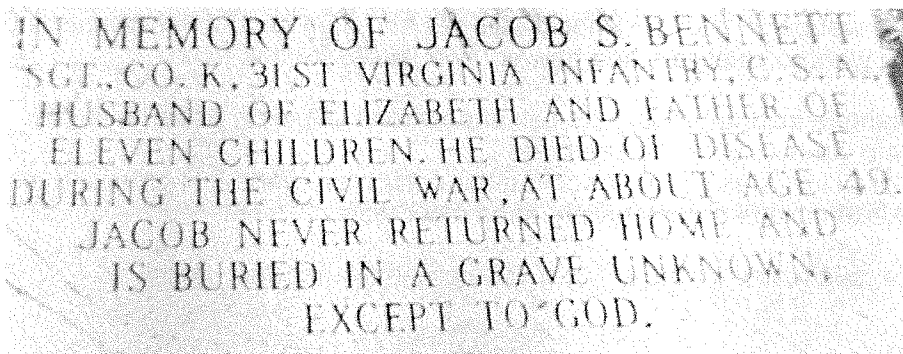 IN MEMORY OF JACOB S. BENNETT
SGT., CO. K, 31ST VIRGINIA INFANTRY, C.S.A.,
HUSBAND OF ELIZABETH AND FATHER OF
ELEVEN CHILDREN. HE DIED OF DISEASE
DURING THE CIVIL WAR, AT ABOUT AGE 49.
JACOB NEVER RETURNED HOME AND
IS BURIED IN A GRAVE UNKNOWN,
EXCEPT TO GOD.